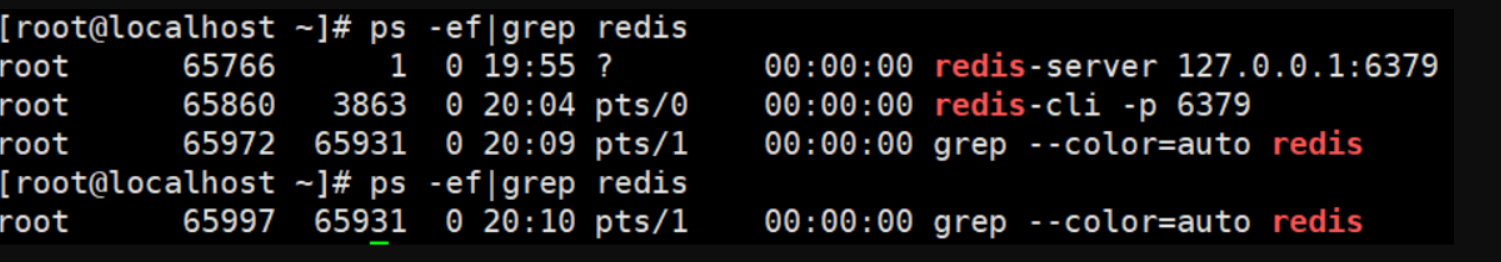 [root@localhost ~]# ps -ef|grep redis
root      65766      1  0 19:55 ?        00:00:00 redis-server 127.0.0.1:6379
root      65860   3863  0 20:04 pts/0    00:00:00 redis-cli -p 6379
root      65972  65931  0 20:09 pts/1    00:00:00 grep --color=auto redis
[root@localhost ~]# ps -ef|grep redis
root      65997  65931  0 20:10 pts/1    00:00:00 grep --color=auto redis